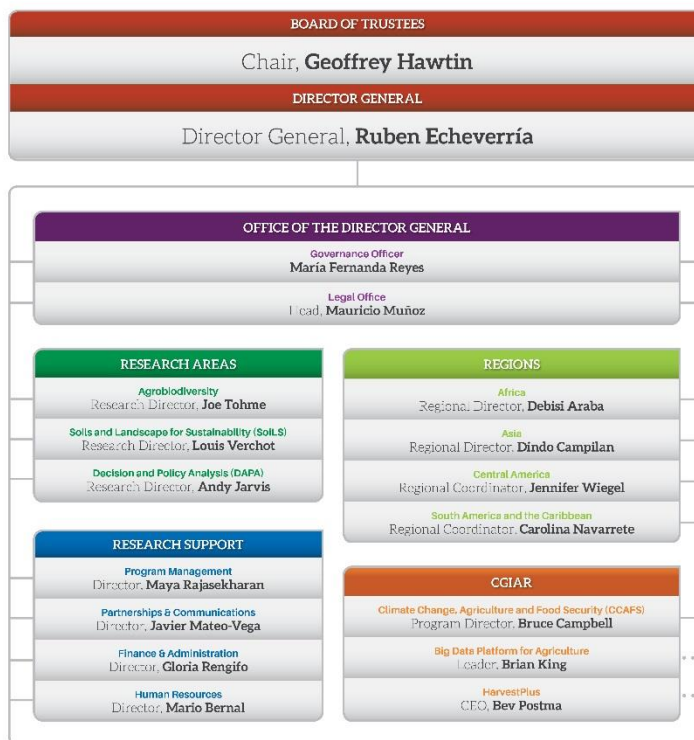 BOARD OF TRUSTEES
Chair, Geoffrey Hawtin
DIRECTOR GENERAL
Director General, Ruben Echeverría
OFFICE OF THE DIRECTOR GENERAL
Governance Officer
María Fernanda Reyes
Legal Office
Head, Mauricio Muñoz
RESEARCH AREAS
Agrobiodiversity
Research Director, Joe Tohme
Soils and Landscape for Sustainability (SoiLS)
Research Director, Louis Verchot
Decision and Policy Analysis (DAPA)
Research Director, Andy Jarvis
RESEARCH SUPPORT
Program Management
Director, Maya Rajasekharan
Partnerships & Communications
Director, Javier Mateo-Vega
Finance & Administration
Director, Gloria Rengifo
Human Resources
Director, Mario Bernal
REGIONS
Africa
Regional Director, Debisi Araba
Asia
Regional Director, Dindo Campilan
Central America
Regional Coordinator, Jennifer Wiegel
South America and the Caribbean
Regional Coordinator, Carolina Navarrete
CGIAR
Climate Change, Agriculture and Food Security (CCAFS)
Program Director, Bruce Campbell
Big Data Platform for Agriculture
Leader, Brian King
HarvestPlus
CEO, Bev Postma